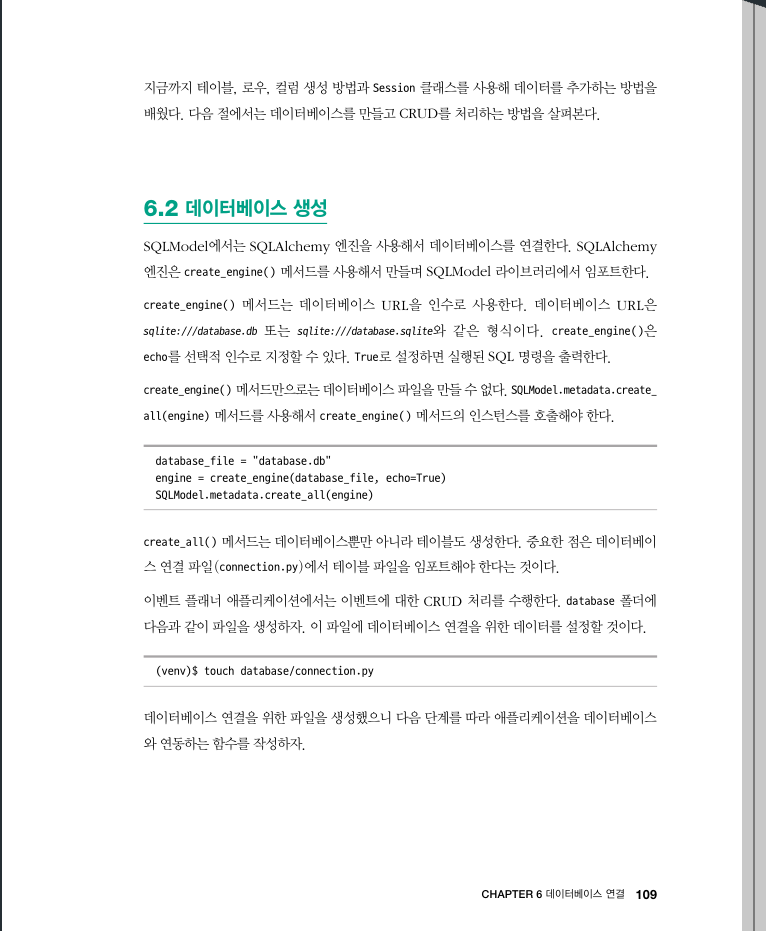 지금까지 테이블, 로우, 컬럼 생성 방법과 Session 클래스를 사용해 데이터를 추가하는 방법을
배웠다. 다음 절에서는 데이터베이스를 만들고 CRUD를 처리하는 방법을 살펴본다.
6.2 데이터베이스 생성
SQLModel에서는 SQLAlchemy 엔진을 사용해서 데이터베이스를 연결한다. SQLAlchemy
엔진은 create_engine() 메서드를 사용해서 만들며 SQLModel 라이브러리에서 임포트한다.
create_engine() 메서드는 데이터베이스 URL을 인수로 사용한다. 데이터베이스 URL은
sqlite:///database.db 또는 sqlite:///database.sqlite와 같은 형식이다. create_engine()은
echo를 선택적 인수로 지정할 수 있다. True로 설정하면 실행된 SQL 명령을 출력한다.
create_engine() 메서드만으로는 데이터베이스 파일을 만들 수 없다. SQLModel.metadata.create_
all(engine) 메서드를 사용해서 create_engine() 메서드의 인스턴스를 호출해야 한다.
database_file = "database.db"
engine = create_engine(database_file, echo=True)
SQLModel.metadata.create_all(engine)
create_all() 메서드는 데이터베이스뿐만 아니라 테이블도 생성한다. 중요한 점은 데이터베이
스 연결 파일(connection.py)에서 테이블 파일을 임포트해야 한다는 것이다.
이벤트 플래너 애플리케이션에서는 이벤트에 대한 CRUD 처리를 수행한다. database 폴더에
다음과 같이 파일을 생성하자. 이 파일에 데이터베이스 연결을 위한 데이터를 설정할 것이다.
(venv)$ touch database/connection.py
데이터베이스 연결을 위한 파일을 생성했으니 다음 단계를 따라 애플리케이션을 데이터베이스
와 연동하는 함수를 작성하자.
CHAPTER 6 데이터베이스 연결 109